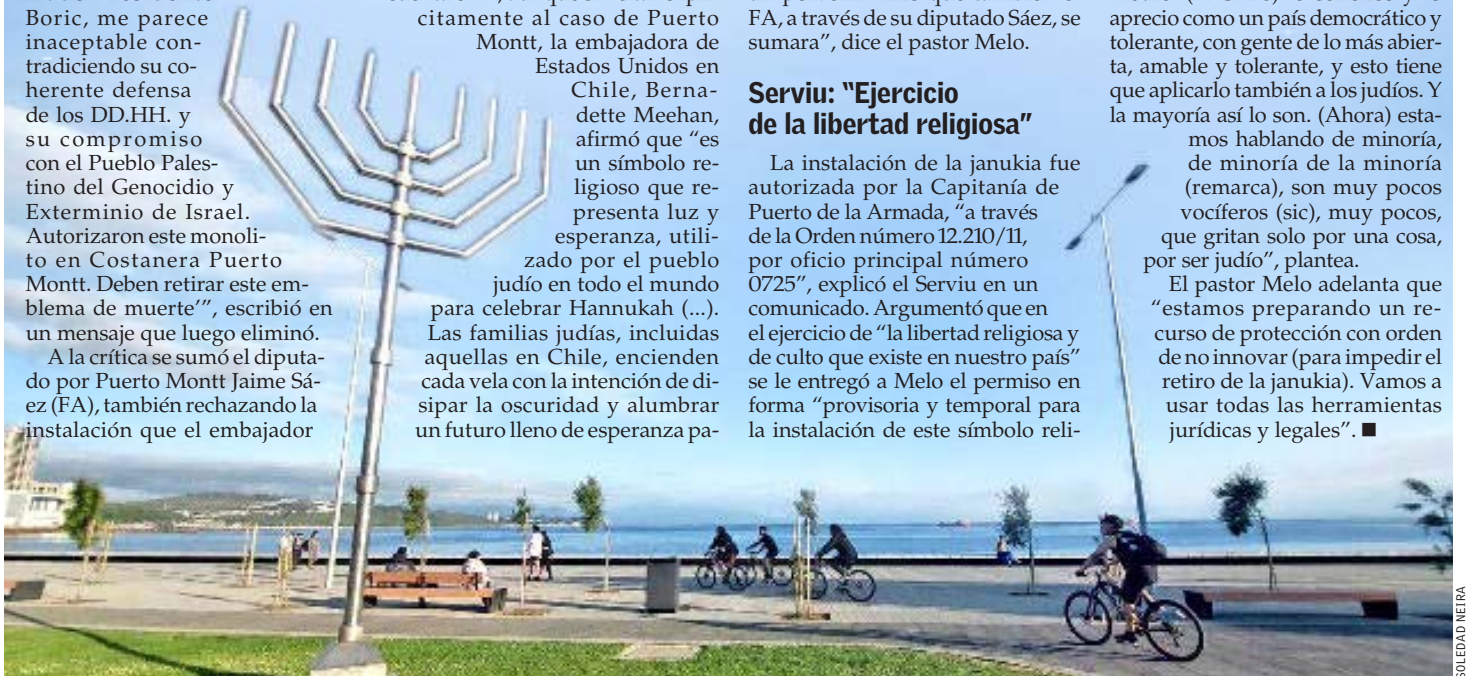 Boric, me parece
inaceptable con-
tradiciendo su co-
herente defensa
de los DD.HH. y
su compromiso
con el Pueblo Pales-
tino del Genocidio y
Exterminio de Israel.
Autorizaron este monoli-
to en Costanera Puerto
Montt. Deben retirar este em-
blema de muerte’”, escribió en
un mensaje que luego eliminó.
A la crítica se sumó el diputa-
do por Puerto Montt Jaime Sá-
ez (FA), también rechazando la
instalación que el embajador
citamente al caso de Puerto
Montt, la embajadora de
Estados Unidos en
Chile, Berna-
dette Meehan,
afirmó que “es
un símbolo re-
ligioso que re-
presenta luz y
esperanza, utili-
zado por el pueblo
judío en todo el mundo
para celebrar Hannukah (...).
Las familias judías, incluidas
aquellas en Chile, encienden
cada vela con la intención de di-
sipar la oscuridad y alumbrar
un futuro lleno de esperanza pa-
FA, a través de su diputado Sáez, se
sumara”, dice el pastor Melo.
Serviu: “Ejercicio
de la libertad religiosa”
La instalación de la janukia fue
autorizada por la Capitanía de
Puerto de la Armada, “a través
de la Orden número 12.210/11,
por oficio principal número
0725”, explicó el Serviu en un
comunicado. Argumentó que en
el ejercicio de “la libertad religiosa y
de culto que existe en nuestro país”
se le entregó a Melo el permiso en
forma “provisoria y temporal para
la instalación de este símbolo reli-
aprecio como un país democrático y
tolerante, con gente de lo más abier-
ta, amable y tolerante, y esto tiene
que aplicarlo también a los judíos. Y
la mayoría así lo son. (Ahora) esta-
mos hablando de minoría,
de minoría de la minoría
(remarca), son muy pocos
vocíferos (sic), muy pocos,
que gritan solo por una cosa,
por ser judío”, plantea.
El pastor Melo adelanta que
“estamos preparando un re-
curso de protección con orden
de no innovar (para impedir el
retiro de la janukia). Vamos a
usar todas las herramientas
jurídicas y legales”. ■
SOLEDAD NEIRA